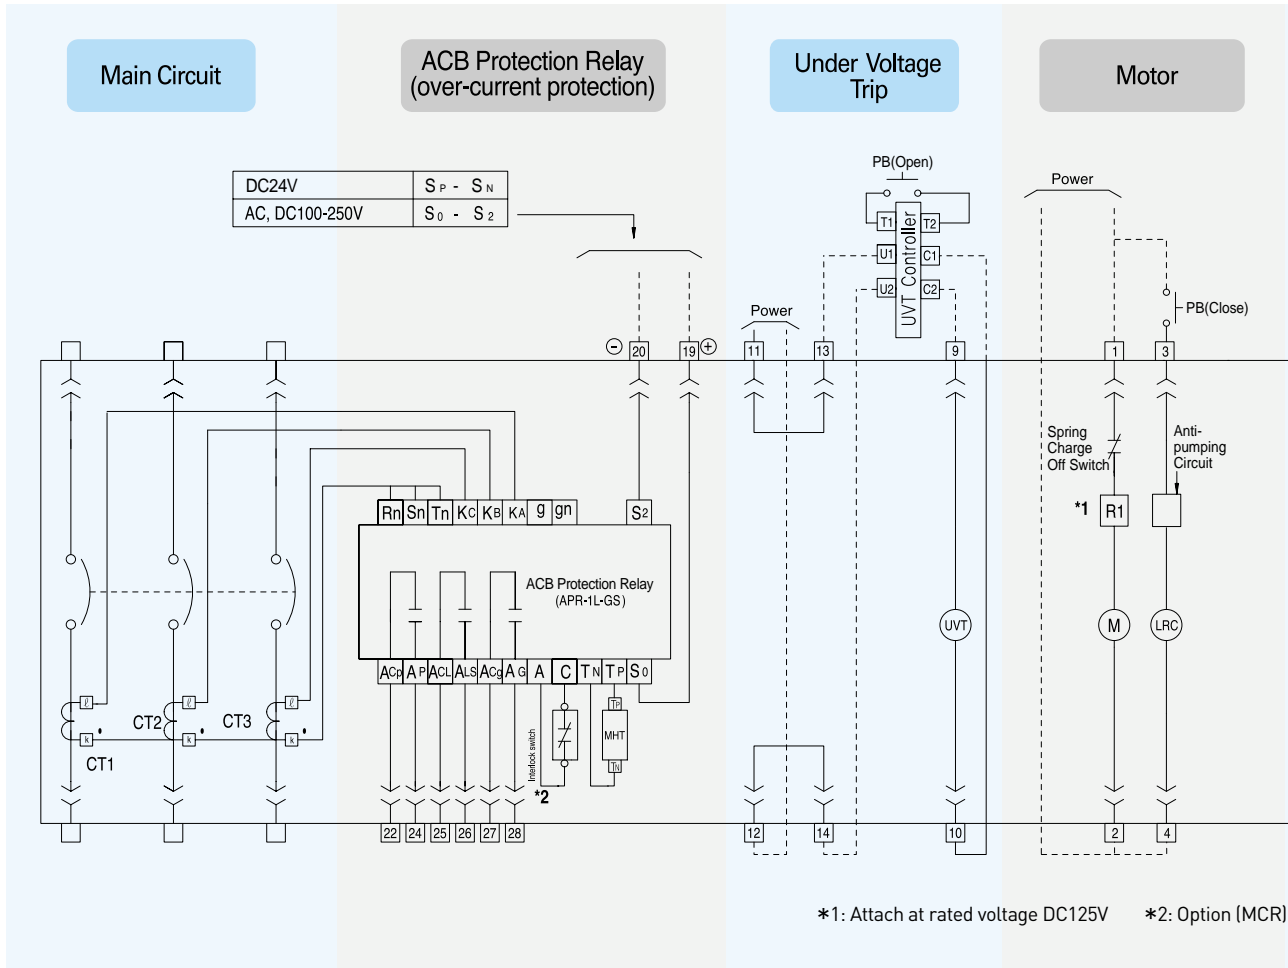 Main Circuit
ACB Protection Relay
(over-current protection)
Under Voltage
Trip
Motor
PB(Open)
Power
DC24V SP - SN
AC, DC100-250V S0 - S2
T1 T2
U1 C1
U2 C2
UVT Controller
Power
PB(Close)
⊖ 20 19 ⊕ 11 13 9 1 3
Spring
Charge
Off Switch
Anti-
pumping
Circuit
Rn Sn Tn KC KB KA g gn S2
*1 R1
ACB Protection Relay
(APR-1L-GS)
UVT M LRC
ACp AP ACL ALS ACg AG A C TN TP S0
ℓ ℓ ℓ
CT2 CT3
k k k
CT1
TP
MHT
TN
Interlock switch
*2
22 24 25 26 27 28 12 14 10 2 4
*1: Attach at rated voltage DC125V *2: Option (MCR)